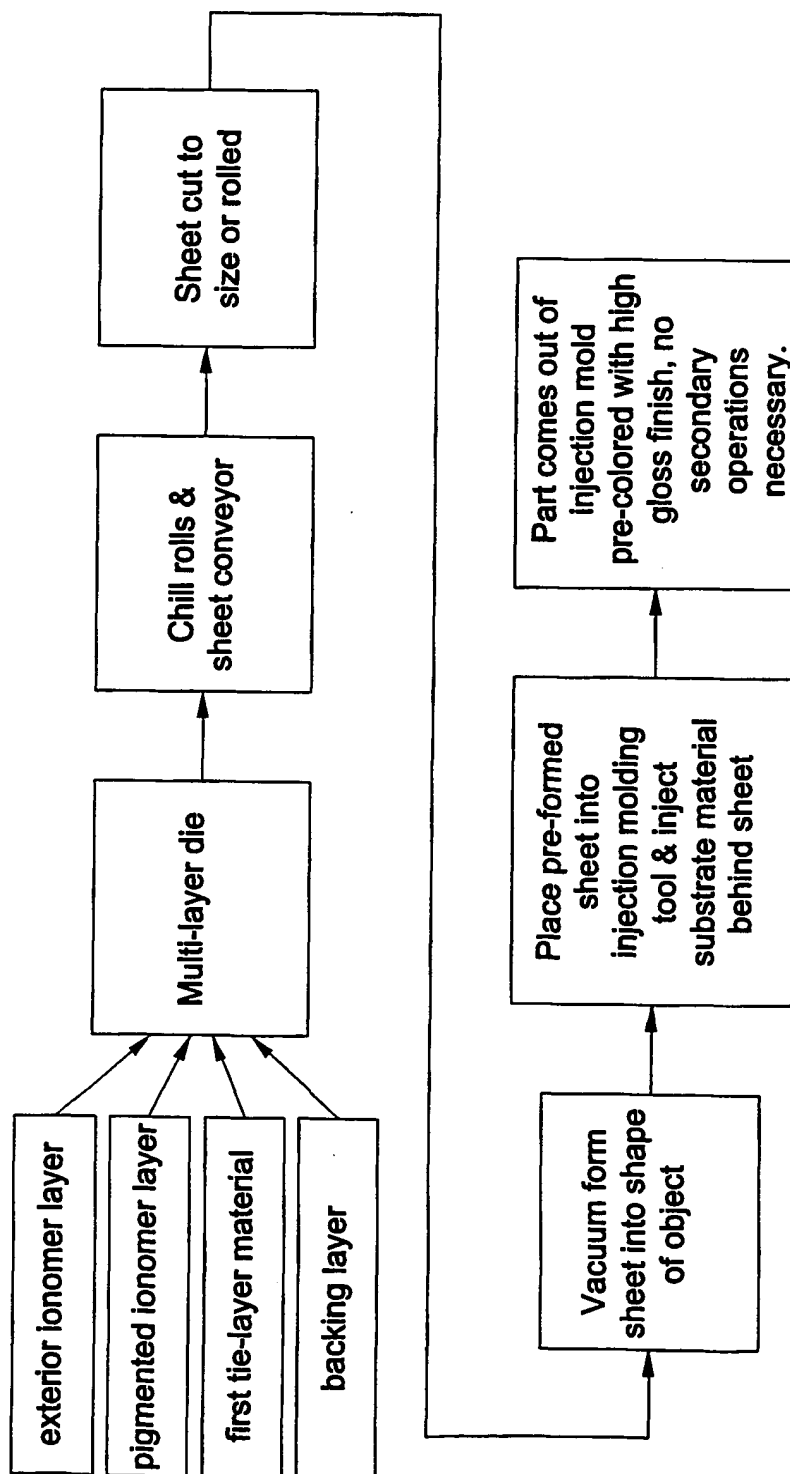 exterior ionomer layer
pigmented ionomer layer
first tie-layer material
backing layer
Multi-layer die
Chill rolls &
sheet conveyor
Sheet cut to
size or rolled
Vacuum form
sheet into shape
of object
Place pre-formed
sheet into
injection molding
tool & inject
substrate material
behind sheet
Part comes out of
injection mold
pre-colored with high
gloss finish, no
secondary
operations
necessary.